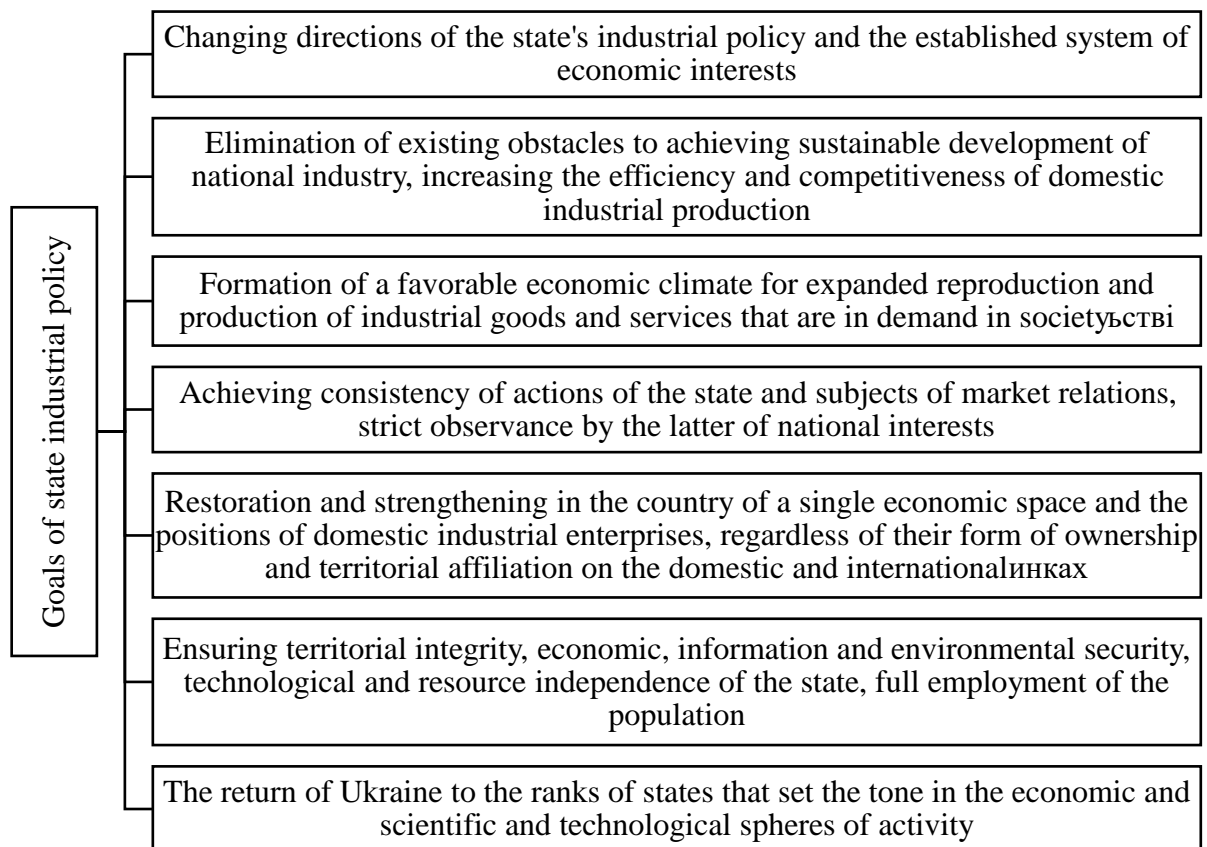 Goals of state industrial policy
Changing directions of the state's industrial policy and the established system of
economic interests
Elimination of existing obstacles to achieving sustainable development of
national industry, increasing the efficiency and competitiveness of domestic
industrial production
Formation of a favorable economic climate for expanded reproduction and
production of industrial goods and services that are in demand in societyьстві
Achieving consistency of actions of the state and subjects of market relations,
strict observance by the latter of national interests
Restoration and strengthening in the country of a single economic space and the
positions of domestic industrial enterprises, regardless of their form of ownership
and territorial affiliation on the domestic and internationalинках
Ensuring territorial integrity, economic, information and environmental security,
technological and resource independence of the state, full employment of the
population
The return of Ukraine to the ranks of states that set the tone in the economic and
scientific and technological spheres of activity